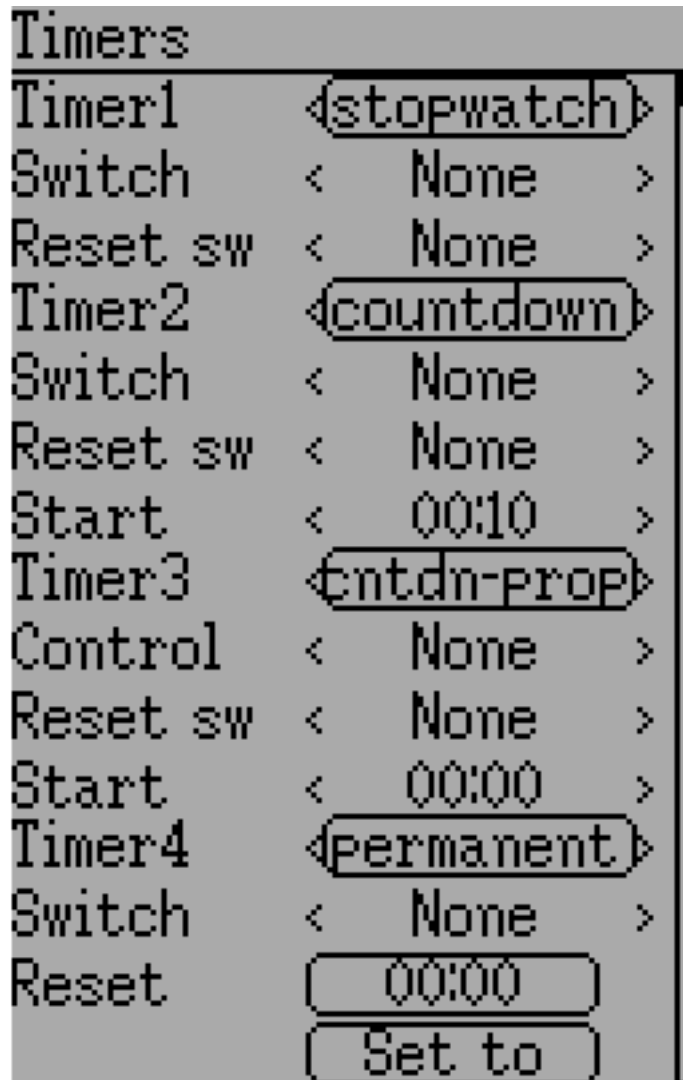 Timers
Timer1 stopwatch
Switch < None >
Reset sw < None >
Timer2 countdown
Switch < None >
Reset sw < None >
Start < 00:10 >
Timer3 cntdn-prop
Control < None >
Reset sw < None >
Start < 00:00 >
Timer4 permanent
Switch < None >
Reset 00:00
Set to